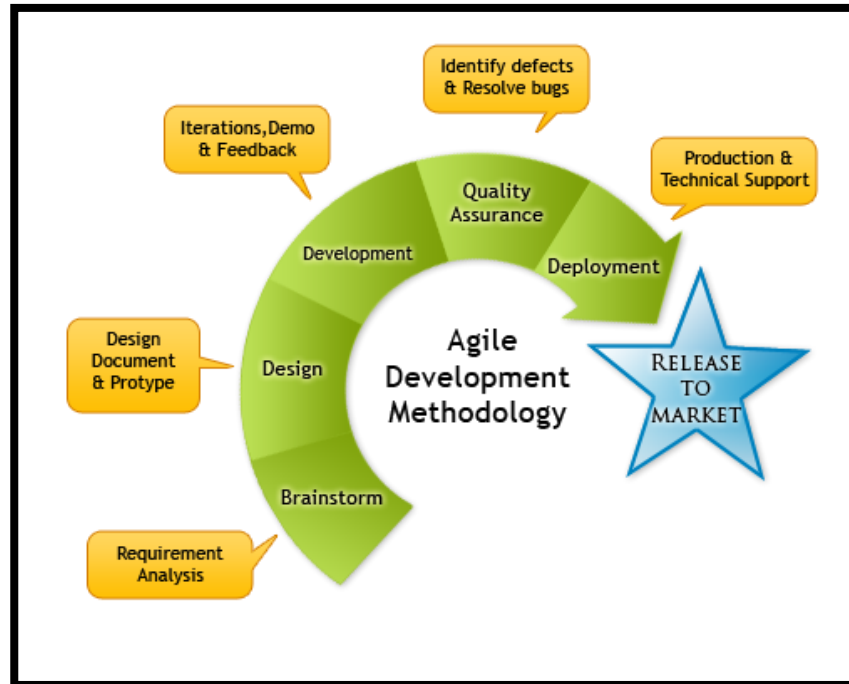 Identify defects
& Resolve bugs
Iterations,Demo
& Feedback
Production &
Technical Support
Quality
Assurance
Development
Deployment
Design
Document
& Protype
Design
Agile
Development
Methodology
RELEASE
TO
MARKET
Brainstorm
Requirement
Analysis